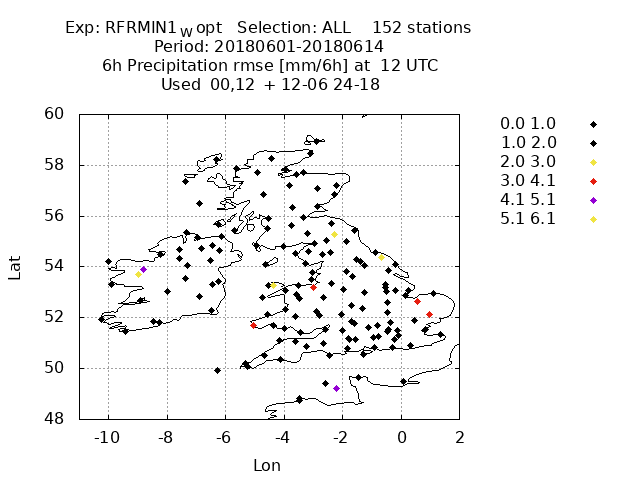 Exp: RFRMIN1wopt Selection: ALL 152 stations
Period: 20180601-20180614
6h Precipitation rmse [mm/6h] at 12 UTC
Used 00,12 + 12-06 24-18
60
58
56
54
52
50
48
Lat
-10 -8 -6 -4 -2 0 2
Lon
0.0 1.0
1.0 2.0
2.0 3.0
3.0 4.1
4.1 5.1
5.1 6.1